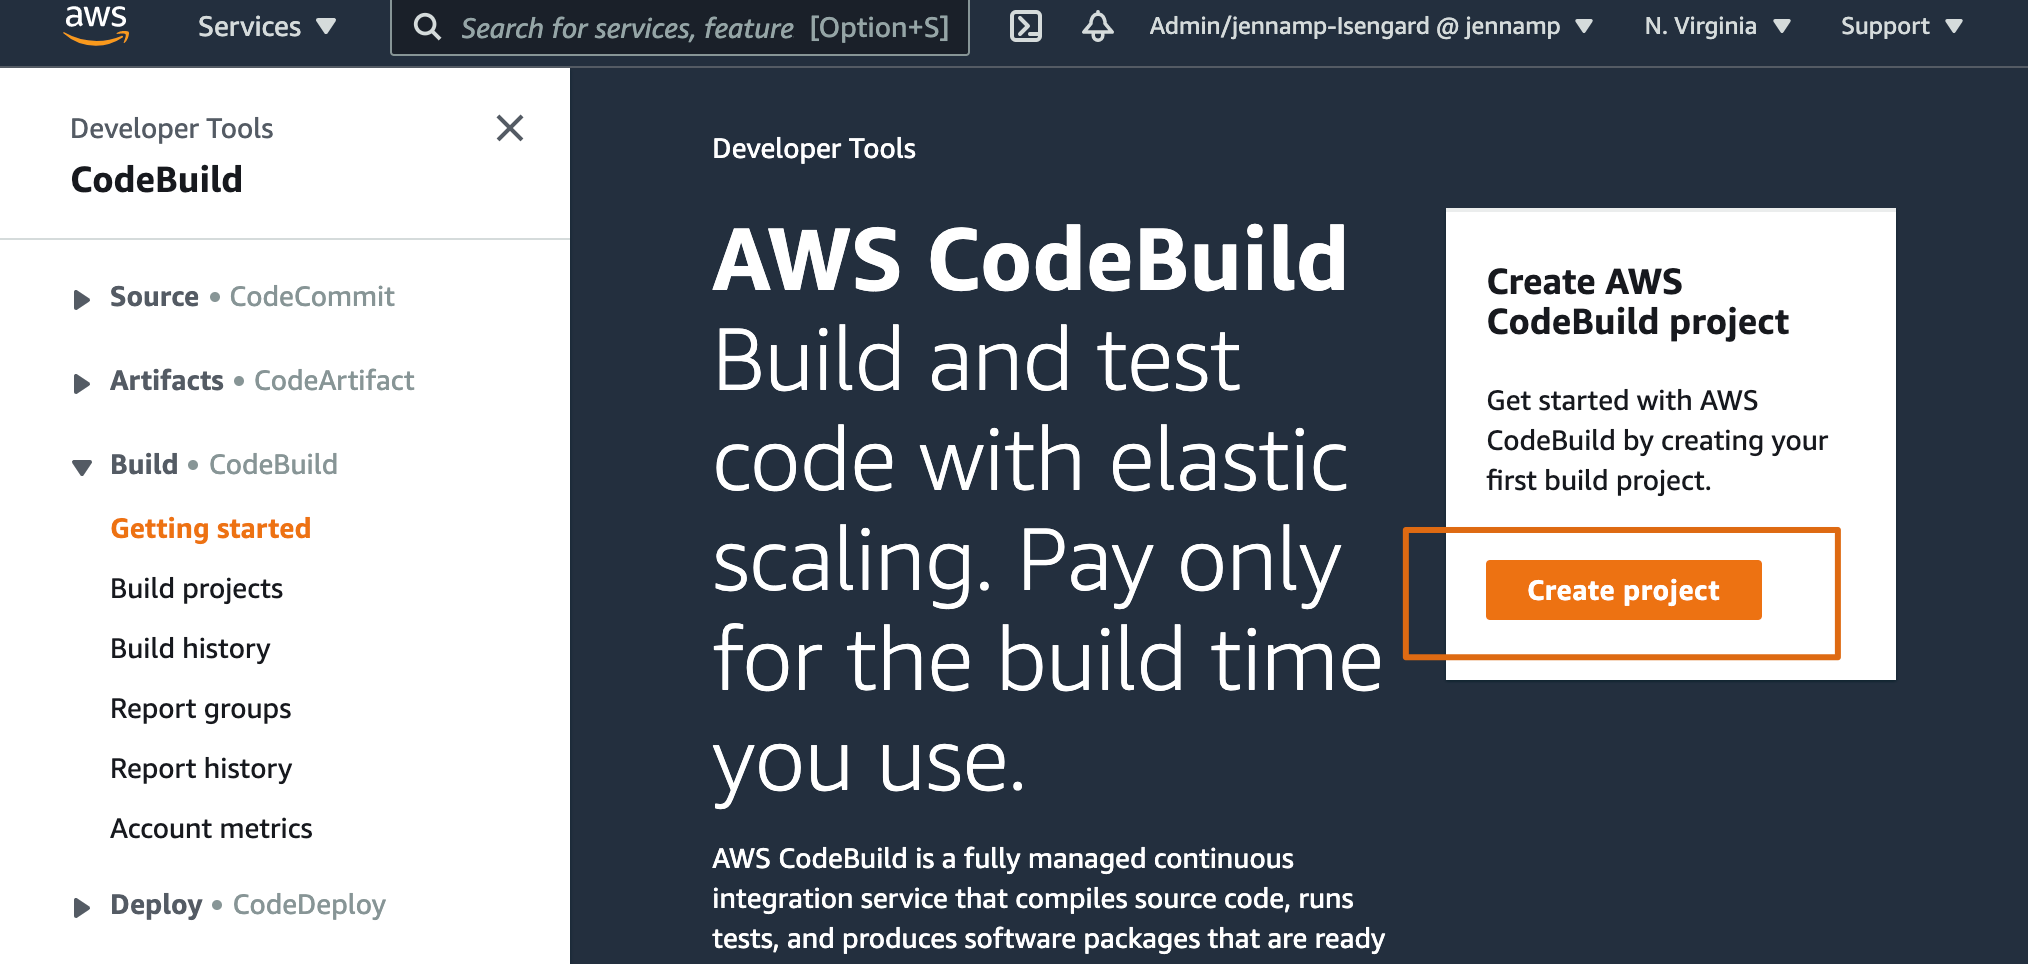 aws
Services
Search for services, feature [Option+S]
Admin/jennamp-Isengard @ jennamp
N. Virginia
Support
Developer Tools
CodeBuild
Source • CodeCommit
Artifacts • CodeArtifact
Build • CodeBuild
Getting started
Build projects
Build history
Report groups
Report history
Account metrics
Deploy • CodeDeploy
Developer Tools
AWS CodeBuild
Build and test
code with elastic
scaling. Pay only
for the build time
you use.
AWS CodeBuild is a fully managed continuous
integration service that compiles source code, runs
tests, and produces software packages that are ready
Create AWS
CodeBuild project
Get started with AWS
CodeBuild by creating your
first build project.
Create project